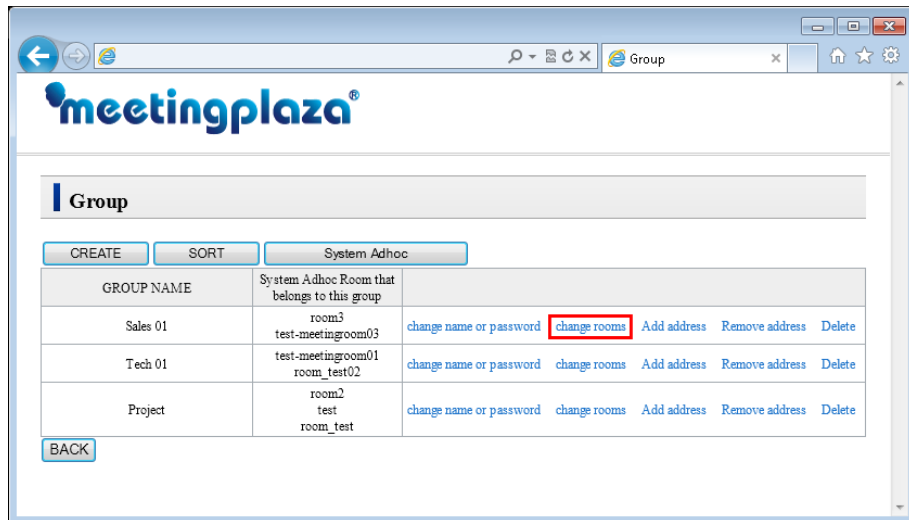 Group
meetingplaza®
Group
CREATE SORT System Adhoc
GROUP NAME
System Adhoc Room that
belongs to this group
Sales 01
room3
test-meetingroom03
change name or password change rooms Add address Remove address Delete
Tech 01
test-meetingroom01
room_test02
change name or password change rooms Add address Remove address Delete
Project
room2
test
room_test
change name or password change rooms Add address Remove address Delete
BACK